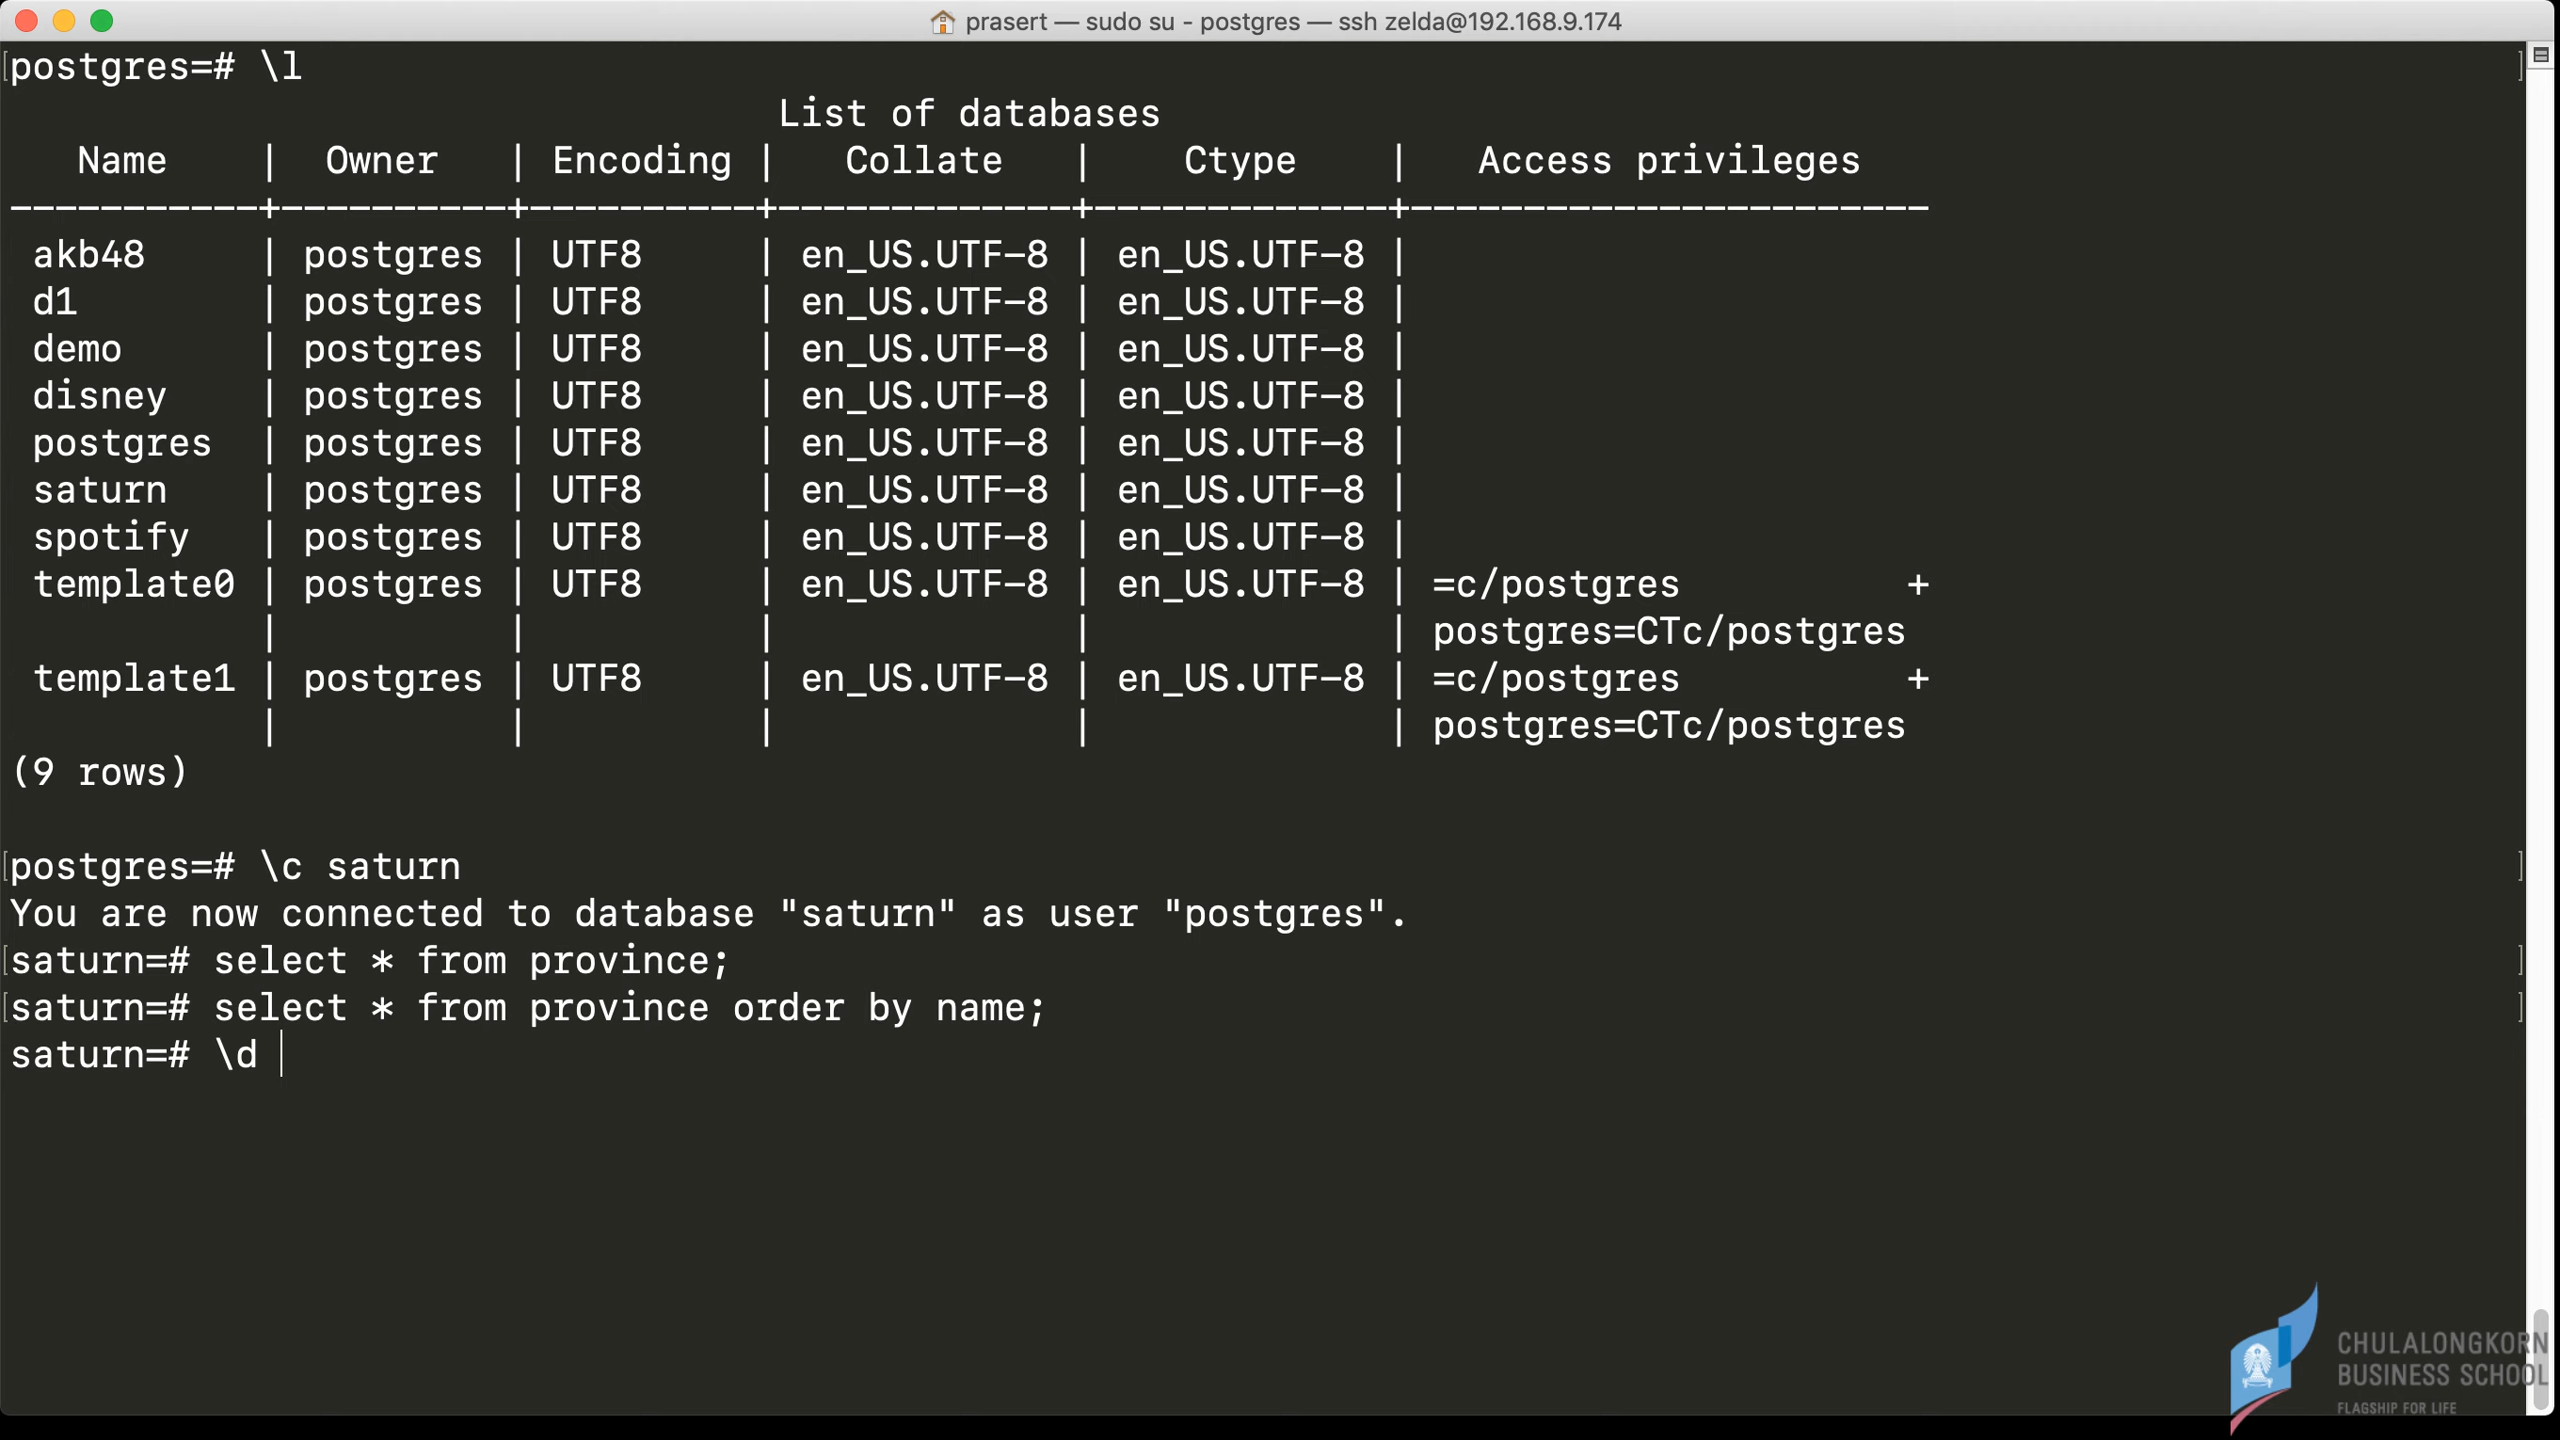 prasert — sudo su - postgres — ssh zelda@192.168.9.174
[postgres=# \l ]
List of databases
Name | Owner | Encoding | Collate | Ctype | Access privileges
-----------+----------+----------+-------------+-------------+-----------------------
akb48 | postgres | UTF8 | en_US.UTF-8 | en_US.UTF-8 |
d1 | postgres | UTF8 | en_US.UTF-8 | en_US.UTF-8 |
demo | postgres | UTF8 | en_US.UTF-8 | en_US.UTF-8 |
disney | postgres | UTF8 | en_US.UTF-8 | en_US.UTF-8 |
postgres | postgres | UTF8 | en_US.UTF-8 | en_US.UTF-8 |
saturn | postgres | UTF8 | en_US.UTF-8 | en_US.UTF-8 |
spotify | postgres | UTF8 | en_US.UTF-8 | en_US.UTF-8 |
template0 | postgres | UTF8 | en_US.UTF-8 | en_US.UTF-8 | =c/postgres +
| | | | | postgres=CTc/postgres
template1 | postgres | UTF8 | en_US.UTF-8 | en_US.UTF-8 | =c/postgres +
| | | | | postgres=CTc/postgres
(9 rows)
[postgres=# \c saturn ]
You are now connected to database "saturn" as user "postgres".
[saturn=# select * from province; ]
[saturn=# select * from province order by name; ]
saturn=# \d
CHULALONGKORN
BUSINESS SCHOOL
FLAGSHIP FOR LIFE